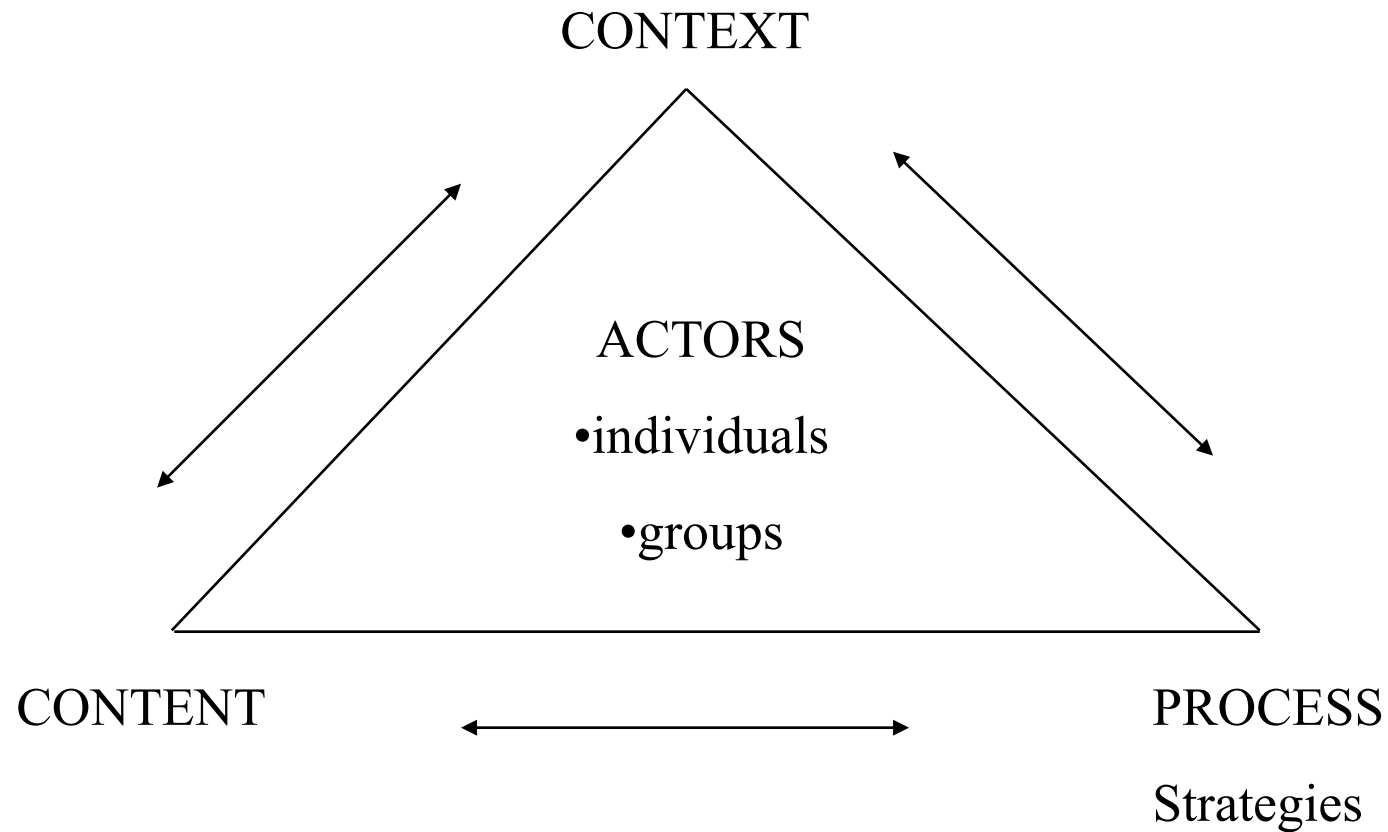 CONTEXT
ACTORS
•individuals
•groups
CONTENT
PROCESS
Strategies